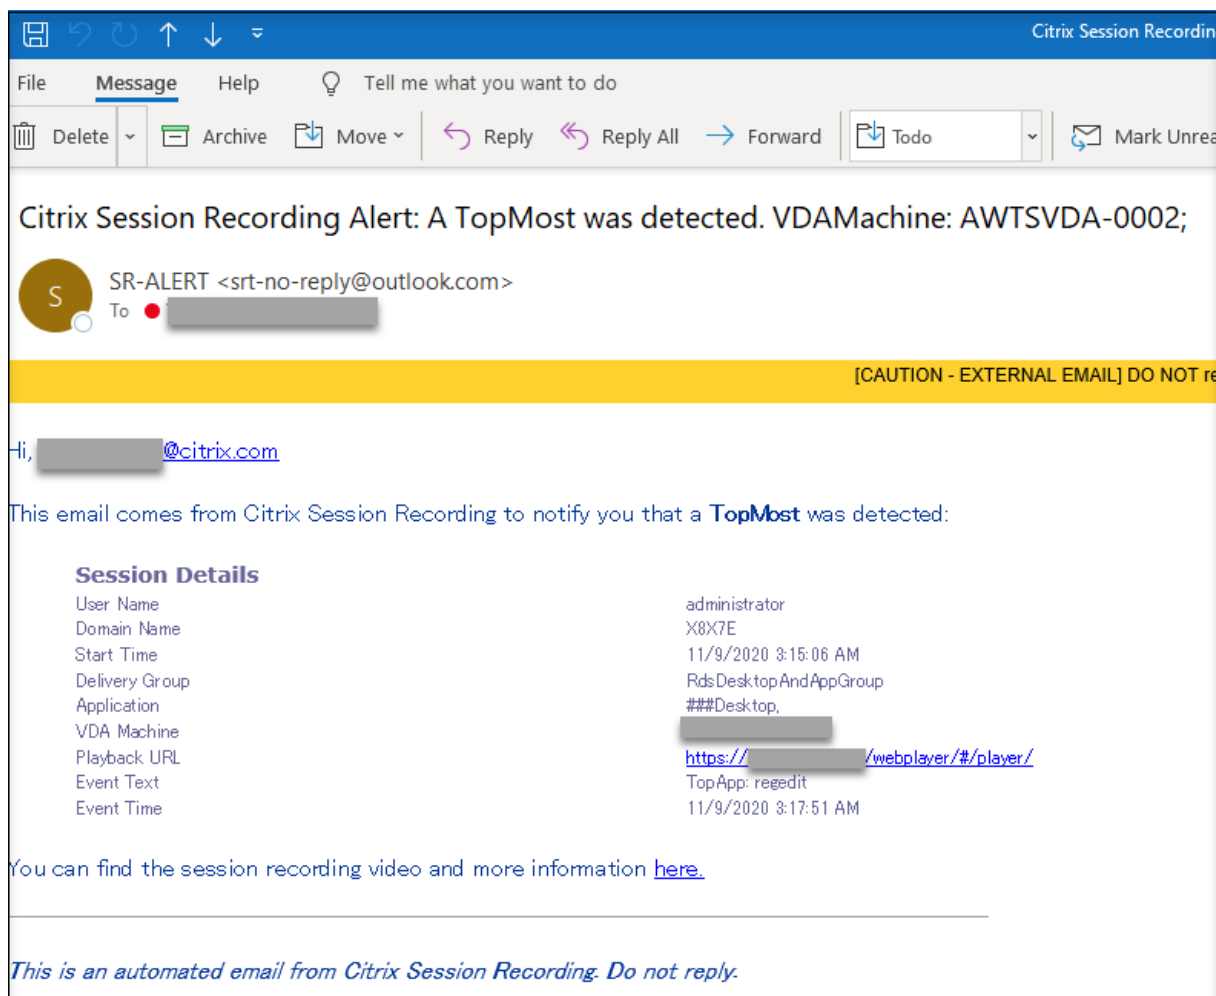 Citrix Session Recordin
File Message Help Tell me what you want to do
Delete Archive Move Reply Reply All Forward Todo Mark Unrea
Citrix Session Recording Alert: A TopMost was detected. VDAMachine: AWTSVDA-0002;
S
SR-ALERT <srt-no-reply@outlook.com>
To
[CAUTION - EXTERNAL EMAIL] DO NOT re
Hi, @citrix.com
This email comes from Citrix Session Recording to notify you that a TopMost was detected:
Session Details
User Name administrator
Domain Name X8X7E
Start Time 11/9/2020 3:15:06 AM
Delivery Group RdsDesktopAndAppGroup
Application ###Desktop,
VDA Machine
Playback URL https:// /webplayer/#/player/
Event Text TopApp: regedit
Event Time 11/9/2020 3:17:51 AM
You can find the session recording video and more information here.
This is an automated email from Citrix Session Recording. Do not reply.